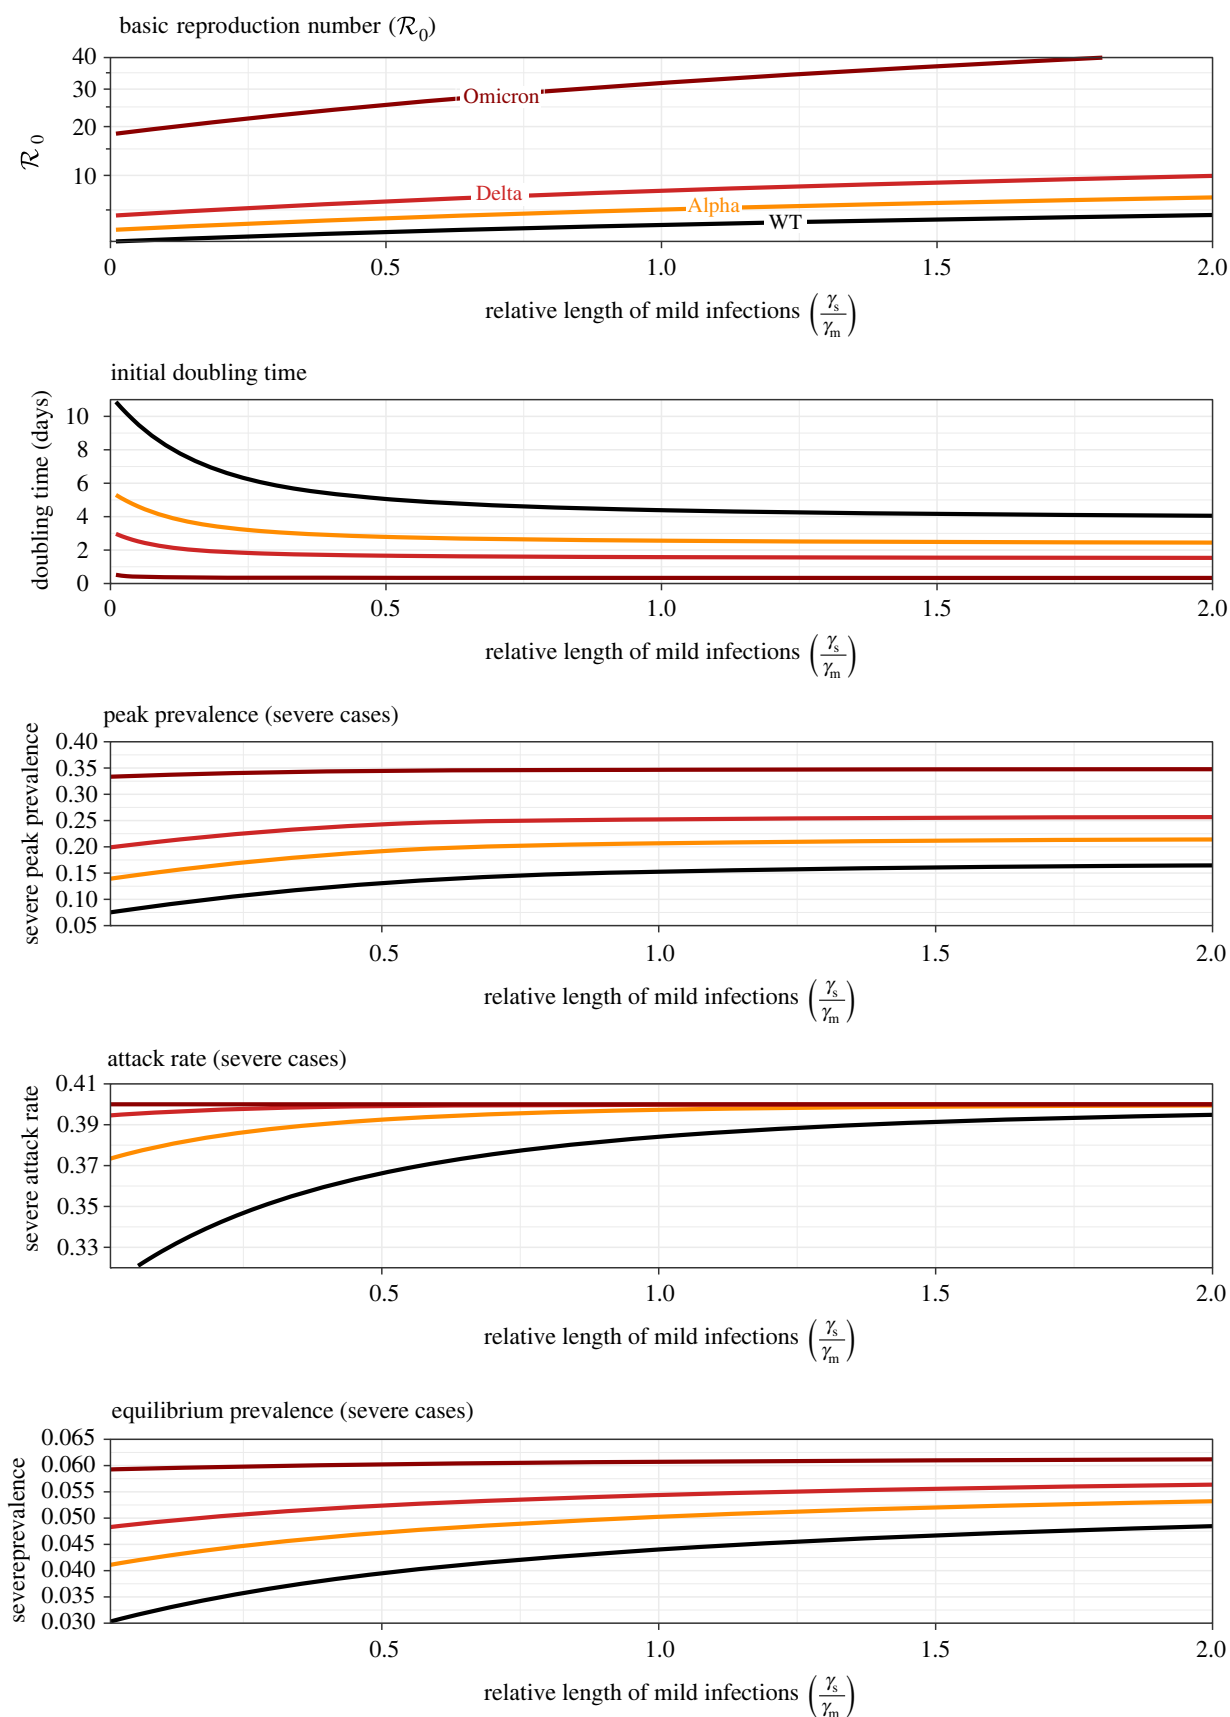 basic reproduction number (ℛ0)
40
30
20
10
ℛ0
Omicron
Delta
Alpha
WT
0 0.5 1.0 1.5 2.0
relative length of mild infections (γs/γm)
initial doubling time
10
8
6
4
2
0
doubling time (days)
0 0.5 1.0 1.5 2.0
relative length of mild infections (γs/γm)
peak prevalence (severe cases)
0.40
0.35
0.30
0.25
0.20
0.15
0.10
0.05
severe peak prevalence
0.5 1.0 1.5 2.0
relative length of mild infections (γs/γm)
attack rate (severe cases)
0.41
0.39
0.37
0.35
0.33
severe attack rate
0.5 1.0 1.5 2.0
relative length of mild infections (γs/γm)
equilibrium prevalence (severe cases)
0.065
0.060
0.055
0.050
0.045
0.040
0.035
0.030
severeprevalence
0.5 1.0 1.5 2.0
relative length of mild infections (γs/γm)